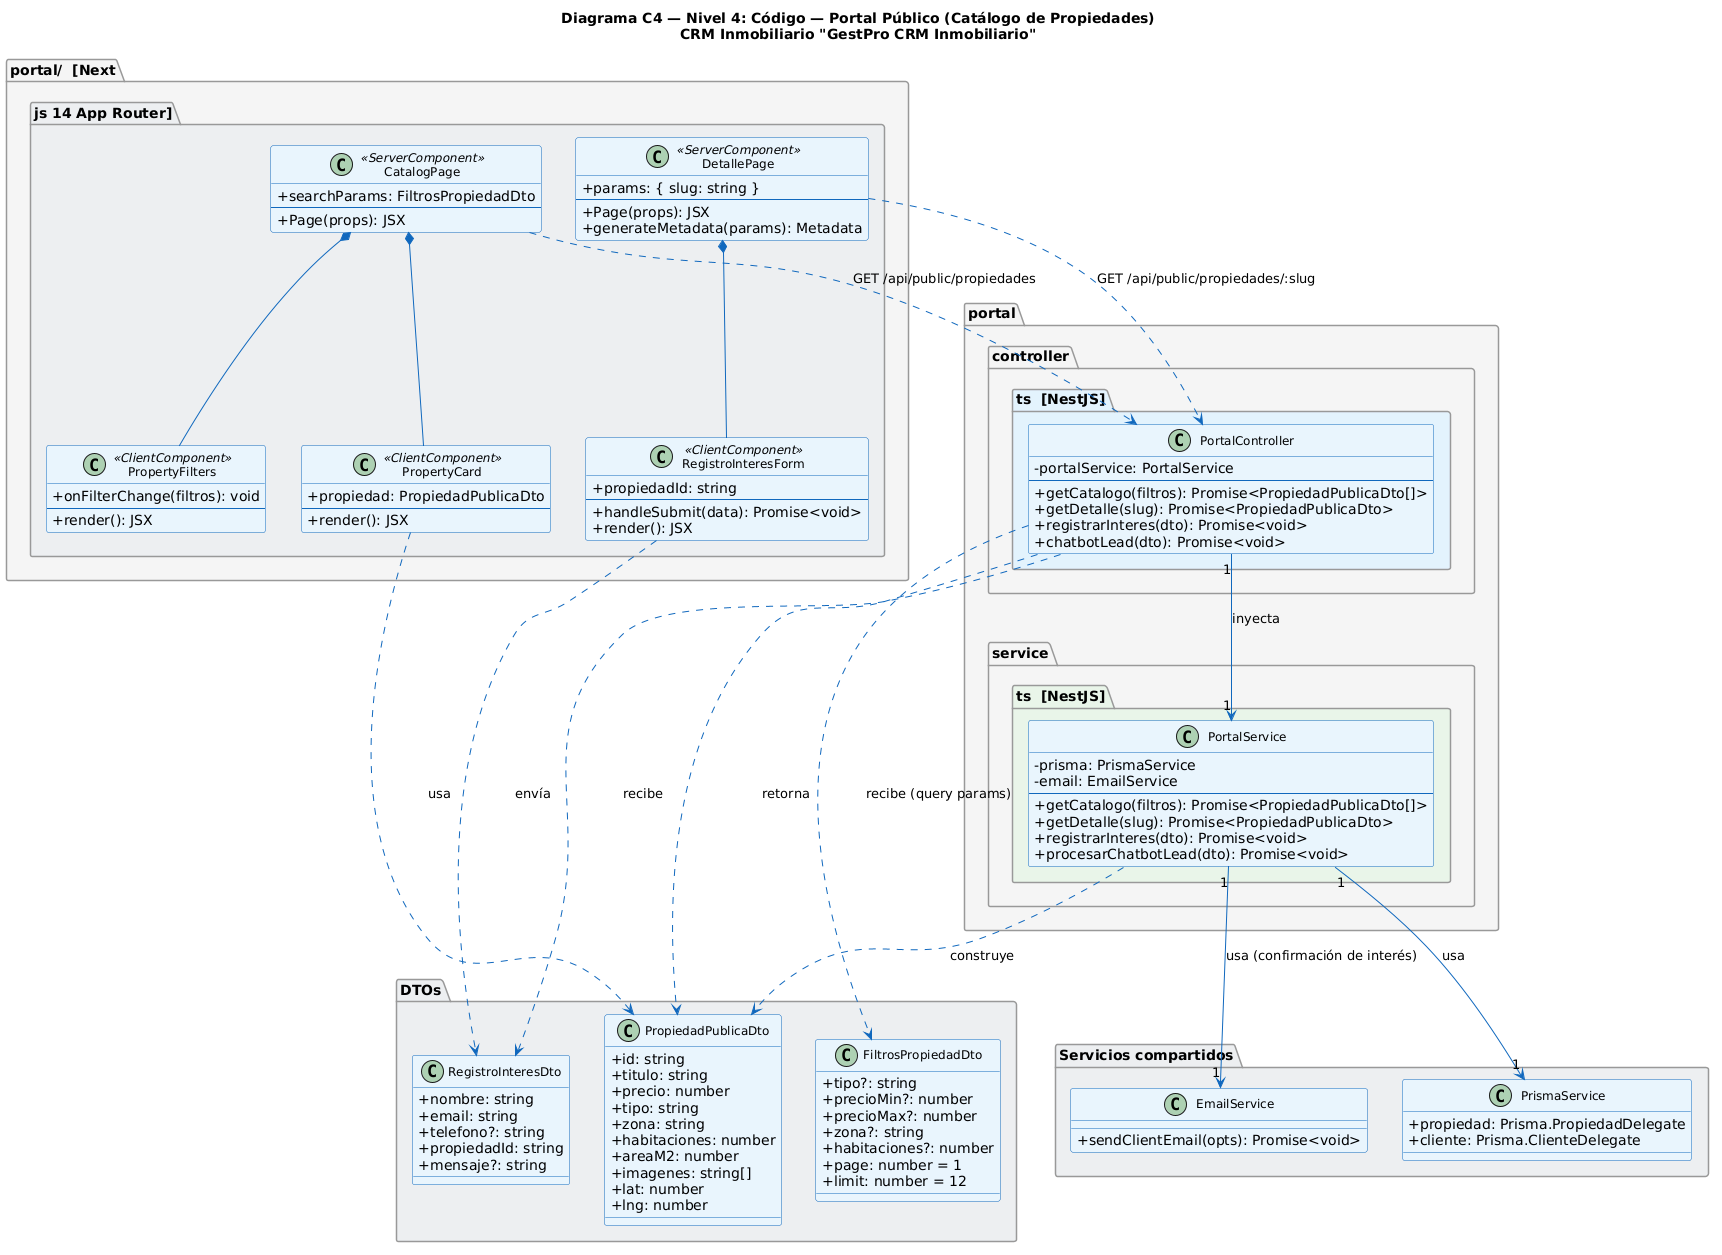 Diagrama C4 — Nivel 4: Código — Portal Público (Catálogo de Propiedades)
CRM Inmobiliario "GestPro CRM Inmobiliario"
portal/  [Next
js 14 App Router]
C
«ServerComponent»
CatalogPage
+searchParams: FiltrosPropiedadDto
+Page(props): JSX
C
«ServerComponent»
DetallePage
+params: { slug: string }
+Page(props): JSX
+generateMetadata(params): Metadata
GET /api/public/propiedades
GET /api/public/propiedades/:slug
C
«ClientComponent»
PropertyFilters
+onFilterChange(filtros): void
+render(): JSX
C
«ClientComponent»
PropertyCard
+propiedad: PropiedadPublicaDto
+render(): JSX
C
«ClientComponent»
RegistroInteresForm
+propiedadId: string
+handleSubmit(data): Promise<void>
+render(): JSX
portal
controller
ts  [NestJS]
C
PortalController
-portalService: PortalService
+getCatalogo(filtros): Promise<PropiedadPublicaDto[]>
+getDetalle(slug): Promise<PropiedadPublicaDto>
+registrarInteres(dto): Promise<void>
+chatbotLead(dto): Promise<void>
1
inyecta
1
service
ts  [NestJS]
C
PortalService
-prisma: PrismaService
-email: EmailService
+getCatalogo(filtros): Promise<PropiedadPublicaDto[]>
+getDetalle(slug): Promise<PropiedadPublicaDto>
+registrarInteres(dto): Promise<void>
+procesarChatbotLead(dto): Promise<void>
usa
envía
recibe
retorna
recibe (query params)
1
1
construye
usa (confirmación de interés)
usa
1
1
DTOs
C
RegistroInteresDto
+nombre: string
+email: string
+telefono?: string
+propiedadId: string
+mensaje?: string
C
PropiedadPublicaDto
+id: string
+titulo: string
+precio: number
+tipo: string
+zona: string
+habitaciones: number
+areaM2: number
+imagenes: string[]
+lat: number
+lng: number
C
FiltrosPropiedadDto
+tipo?: string
+precioMin?: number
+precioMax?: number
+zona?: string
+habitaciones?: number
+page: number = 1
+limit: number = 12
Servicios compartidos
C
EmailService
+sendClientEmail(opts): Promise<void>
C
PrismaService
+propiedad: Prisma.PropiedadDelegate
+cliente: Prisma.ClienteDelegate